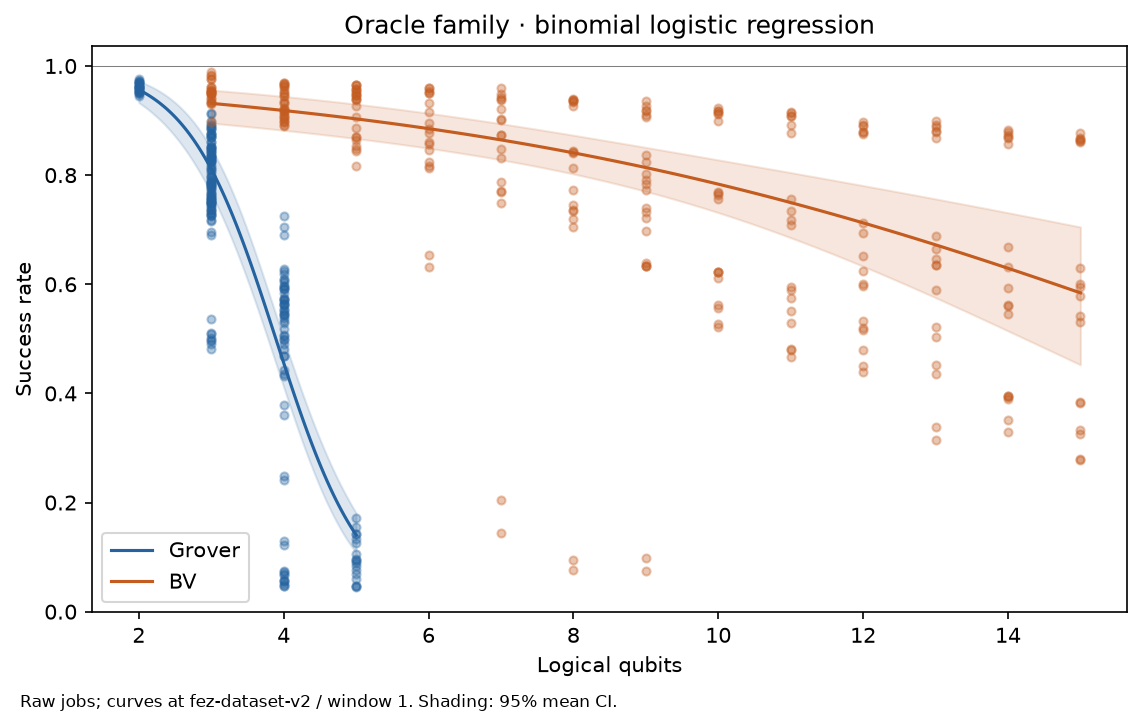 Oracle family · binomial logistic regression
Success rate
1.0
0.8
0.6
0.4
0.2
0.0
Grover
BV
2 4 6 8 10 12 14
Logical qubits
Raw jobs; curves at fez-dataset-v2 / window 1. Shading: 95% mean CI.